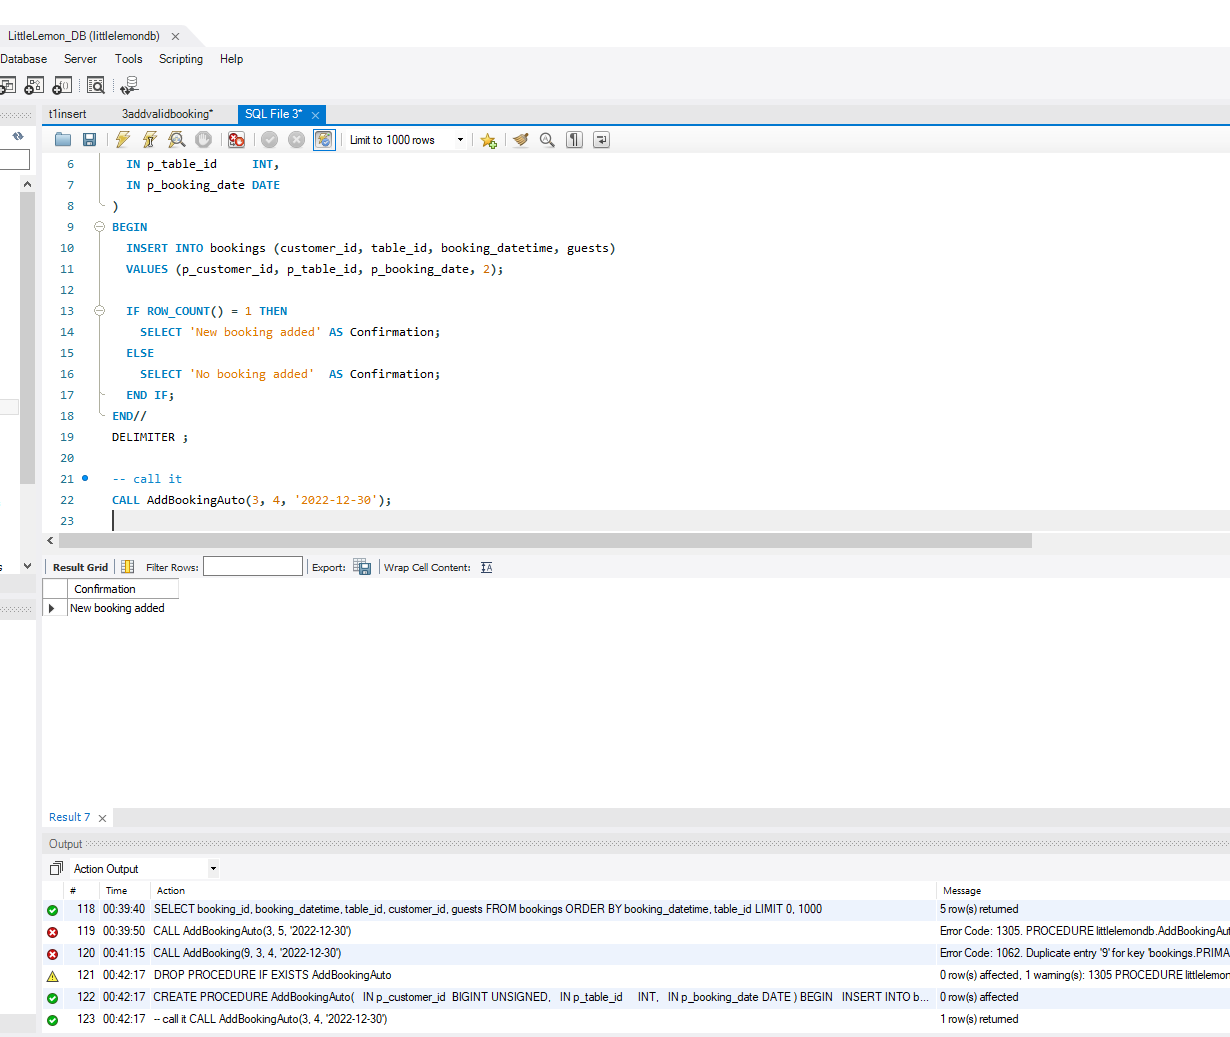 LittleLemon_DB (littlelemondb) ×
Database Server Tools Scripting Help
t1insert 3addvalidbooking* SQL File 3* ×
Limit to 1000 rows
6 IN p_table_id INT,
7 IN p_booking_date DATE
8 )
9 BEGIN
10 INSERT INTO bookings (customer_id, table_id, booking_datetime, guests)
11 VALUES (p_customer_id, p_table_id, p_booking_date, 2);
12
13 IF ROW_COUNT() = 1 THEN
14 SELECT 'New booking added' AS Confirmation;
15 ELSE
16 SELECT 'No booking added' AS Confirmation;
17 END IF;
18 END//
19 DELIMITER ;
20
21 -- call it
22 CALL AddBookingAuto(3, 4, '2022-12-30');
23
s Result Grid Filter Rows: Export: Wrap Cell Content: IA
Confirmation
New booking added
Result 7 ×
Output
Action Output
# Time Action Message
118 00:39:40 SELECT booking_id, booking_datetime, table_id, customer_id, guests FROM bookings ORDER BY booking_datetime, table_id LIMIT 0, 1000 5 row(s) returned
119 00:39:50 CALL AddBookingAuto(3, 5, '2022-12-30') Error Code: 1305. PROCEDURE littlelemondb.AddBookingAu
120 00:41:15 CALL AddBooking(9, 3, 4, '2022-12-30') Error Code: 1062. Duplicate entry '9' for key 'bookings.PRIMA
121 00:42:17 DROP PROCEDURE IF EXISTS AddBookingAuto 0 row(s) affected, 1 warning(s): 1305 PROCEDURE littlelemon
122 00:42:17 CREATE PROCEDURE AddBookingAuto( IN p_customer_id BIGINT UNSIGNED, IN p_table_id INT, IN p_booking_date DATE ) BEGIN INSERT INTO b... 0 row(s) affected
123 00:42:17 -- call it CALL AddBookingAuto(3, 4, '2022-12-30') 1 row(s) returned